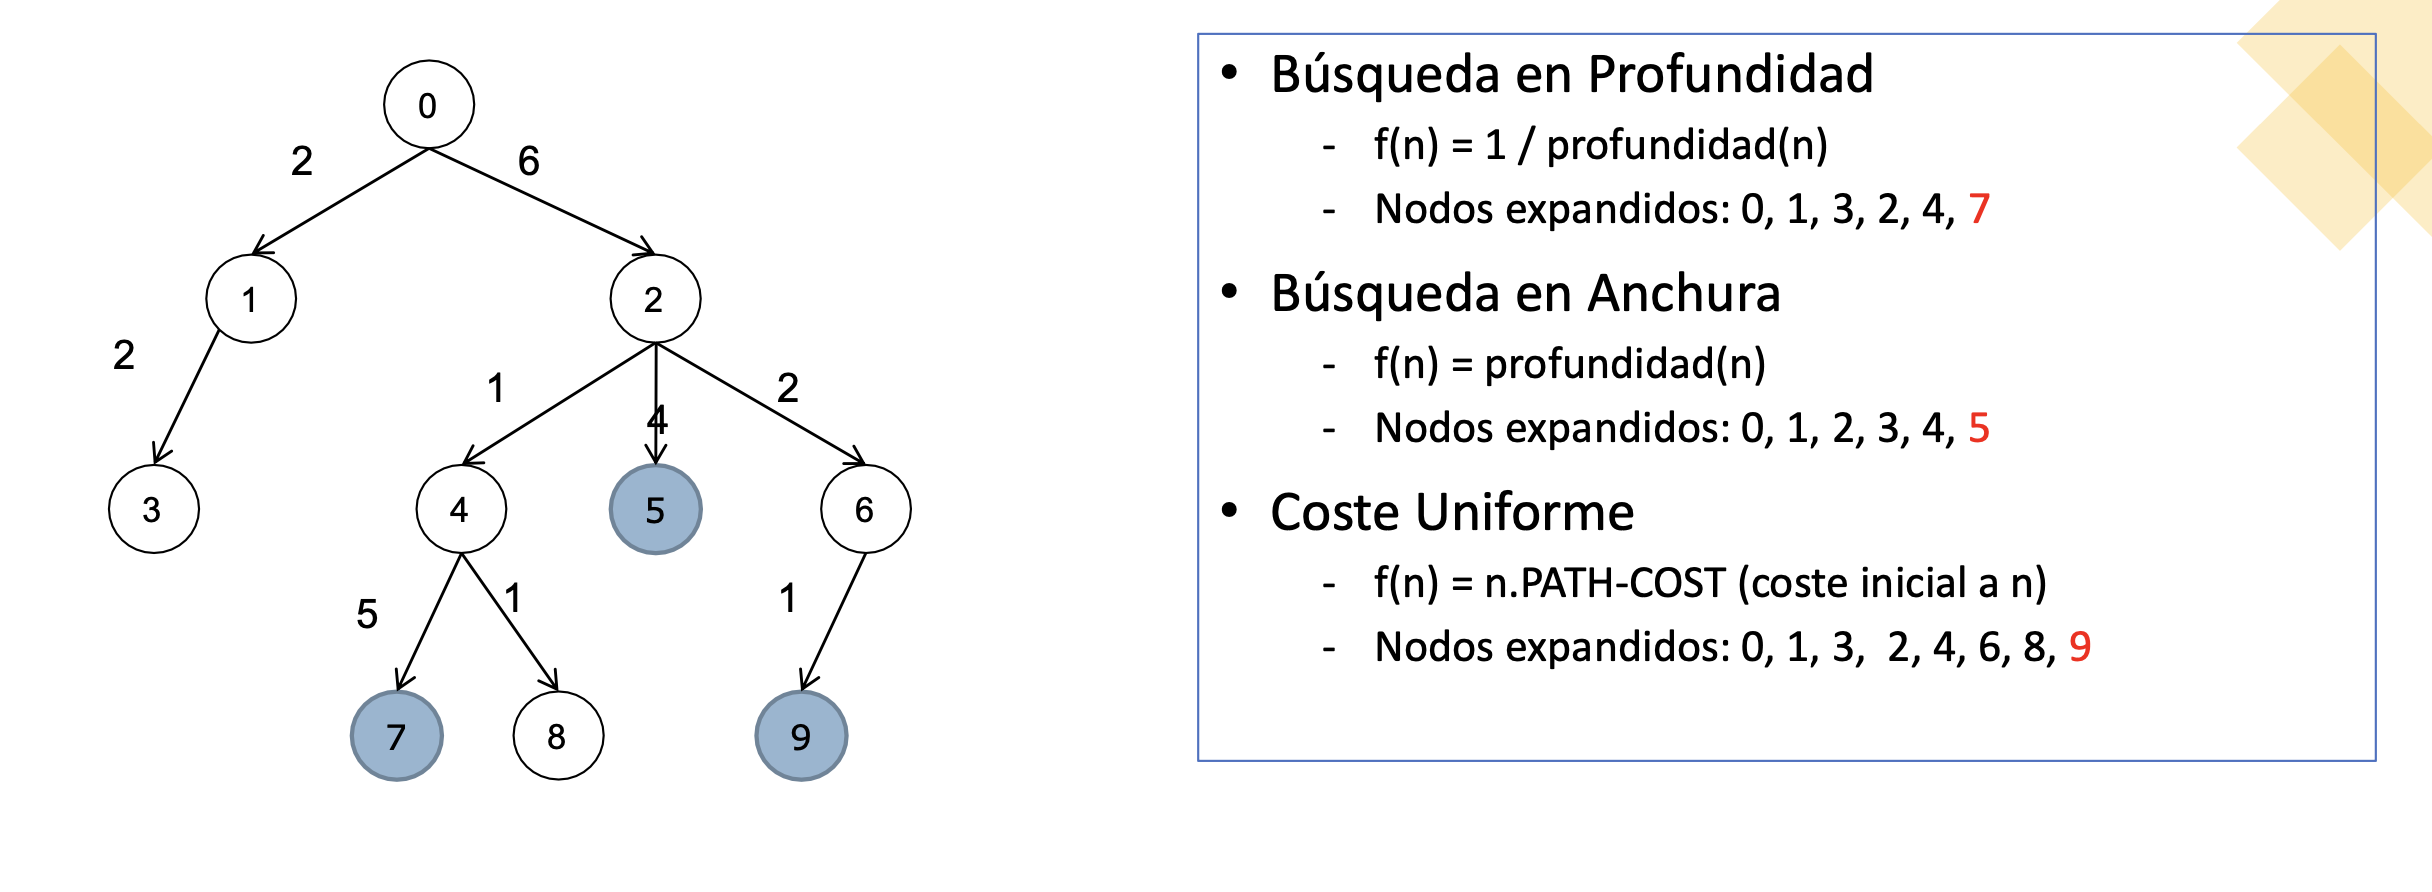 0
2
6
1
2
2
1
4
2
3
4
5
6
5
1
1
7
8
9
• Búsqueda en Profundidad
- f(n) = 1 / profundidad(n)
- Nodos expandidos: 0, 1, 3, 2, 4, 7
• Búsqueda en Anchura
- f(n) = profundidad(n)
- Nodos expandidos: 0, 1, 2, 3, 4, 5
• Coste Uniforme
- f(n) = n.PATH-COST (coste inicial a n)
- Nodos expandidos: 0, 1, 3, 2, 4, 6, 8, 9